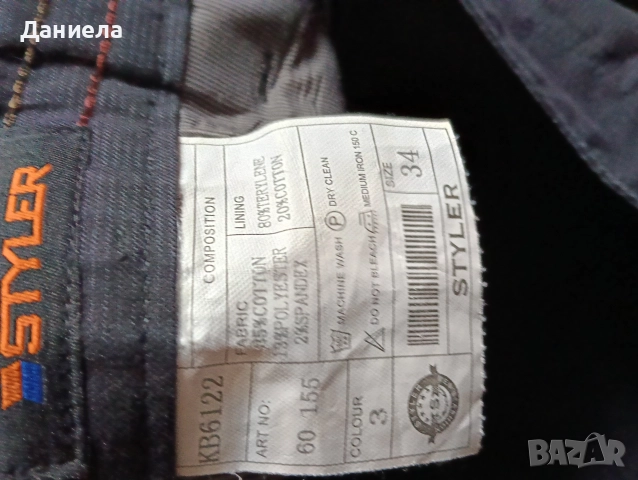 Даниела
STYLER
KB6122
COMPOSITION
ART NO:
60 155
FABRIC
85%COTTON
13%POLYESTER
2%SPANDEX
LINING
80%TERYLENE
20%COTTON
COLOUR
3
MACHINE WASH
P DRY CLEAN
DO NOT BLEACH
MEDIUM IRON 150 C
STYLER
SIZE
34
BAZAR